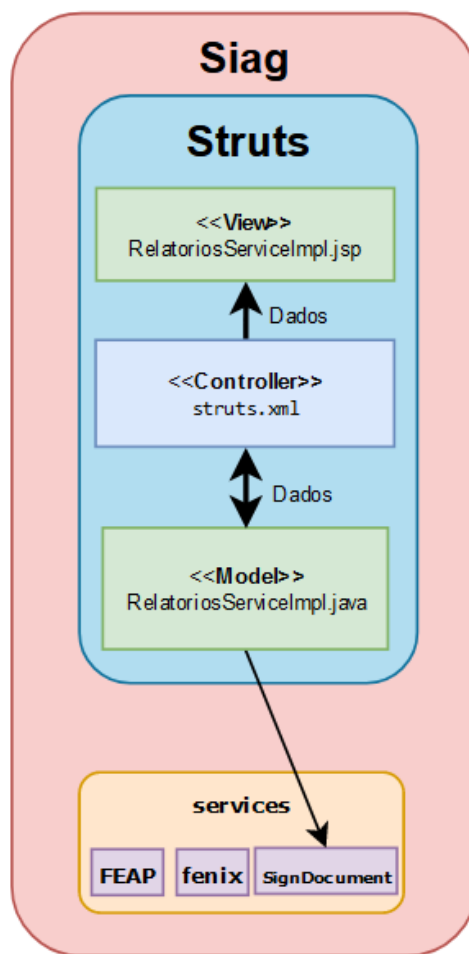 Siag
Struts
<<View>>
RelatoriosServiceImpl.jsp
Dados
<<Controller>>
struts.xml
Dados
<<Model>>
RelatoriosServiceImpl.java
services
FEAP fenix SignDocument